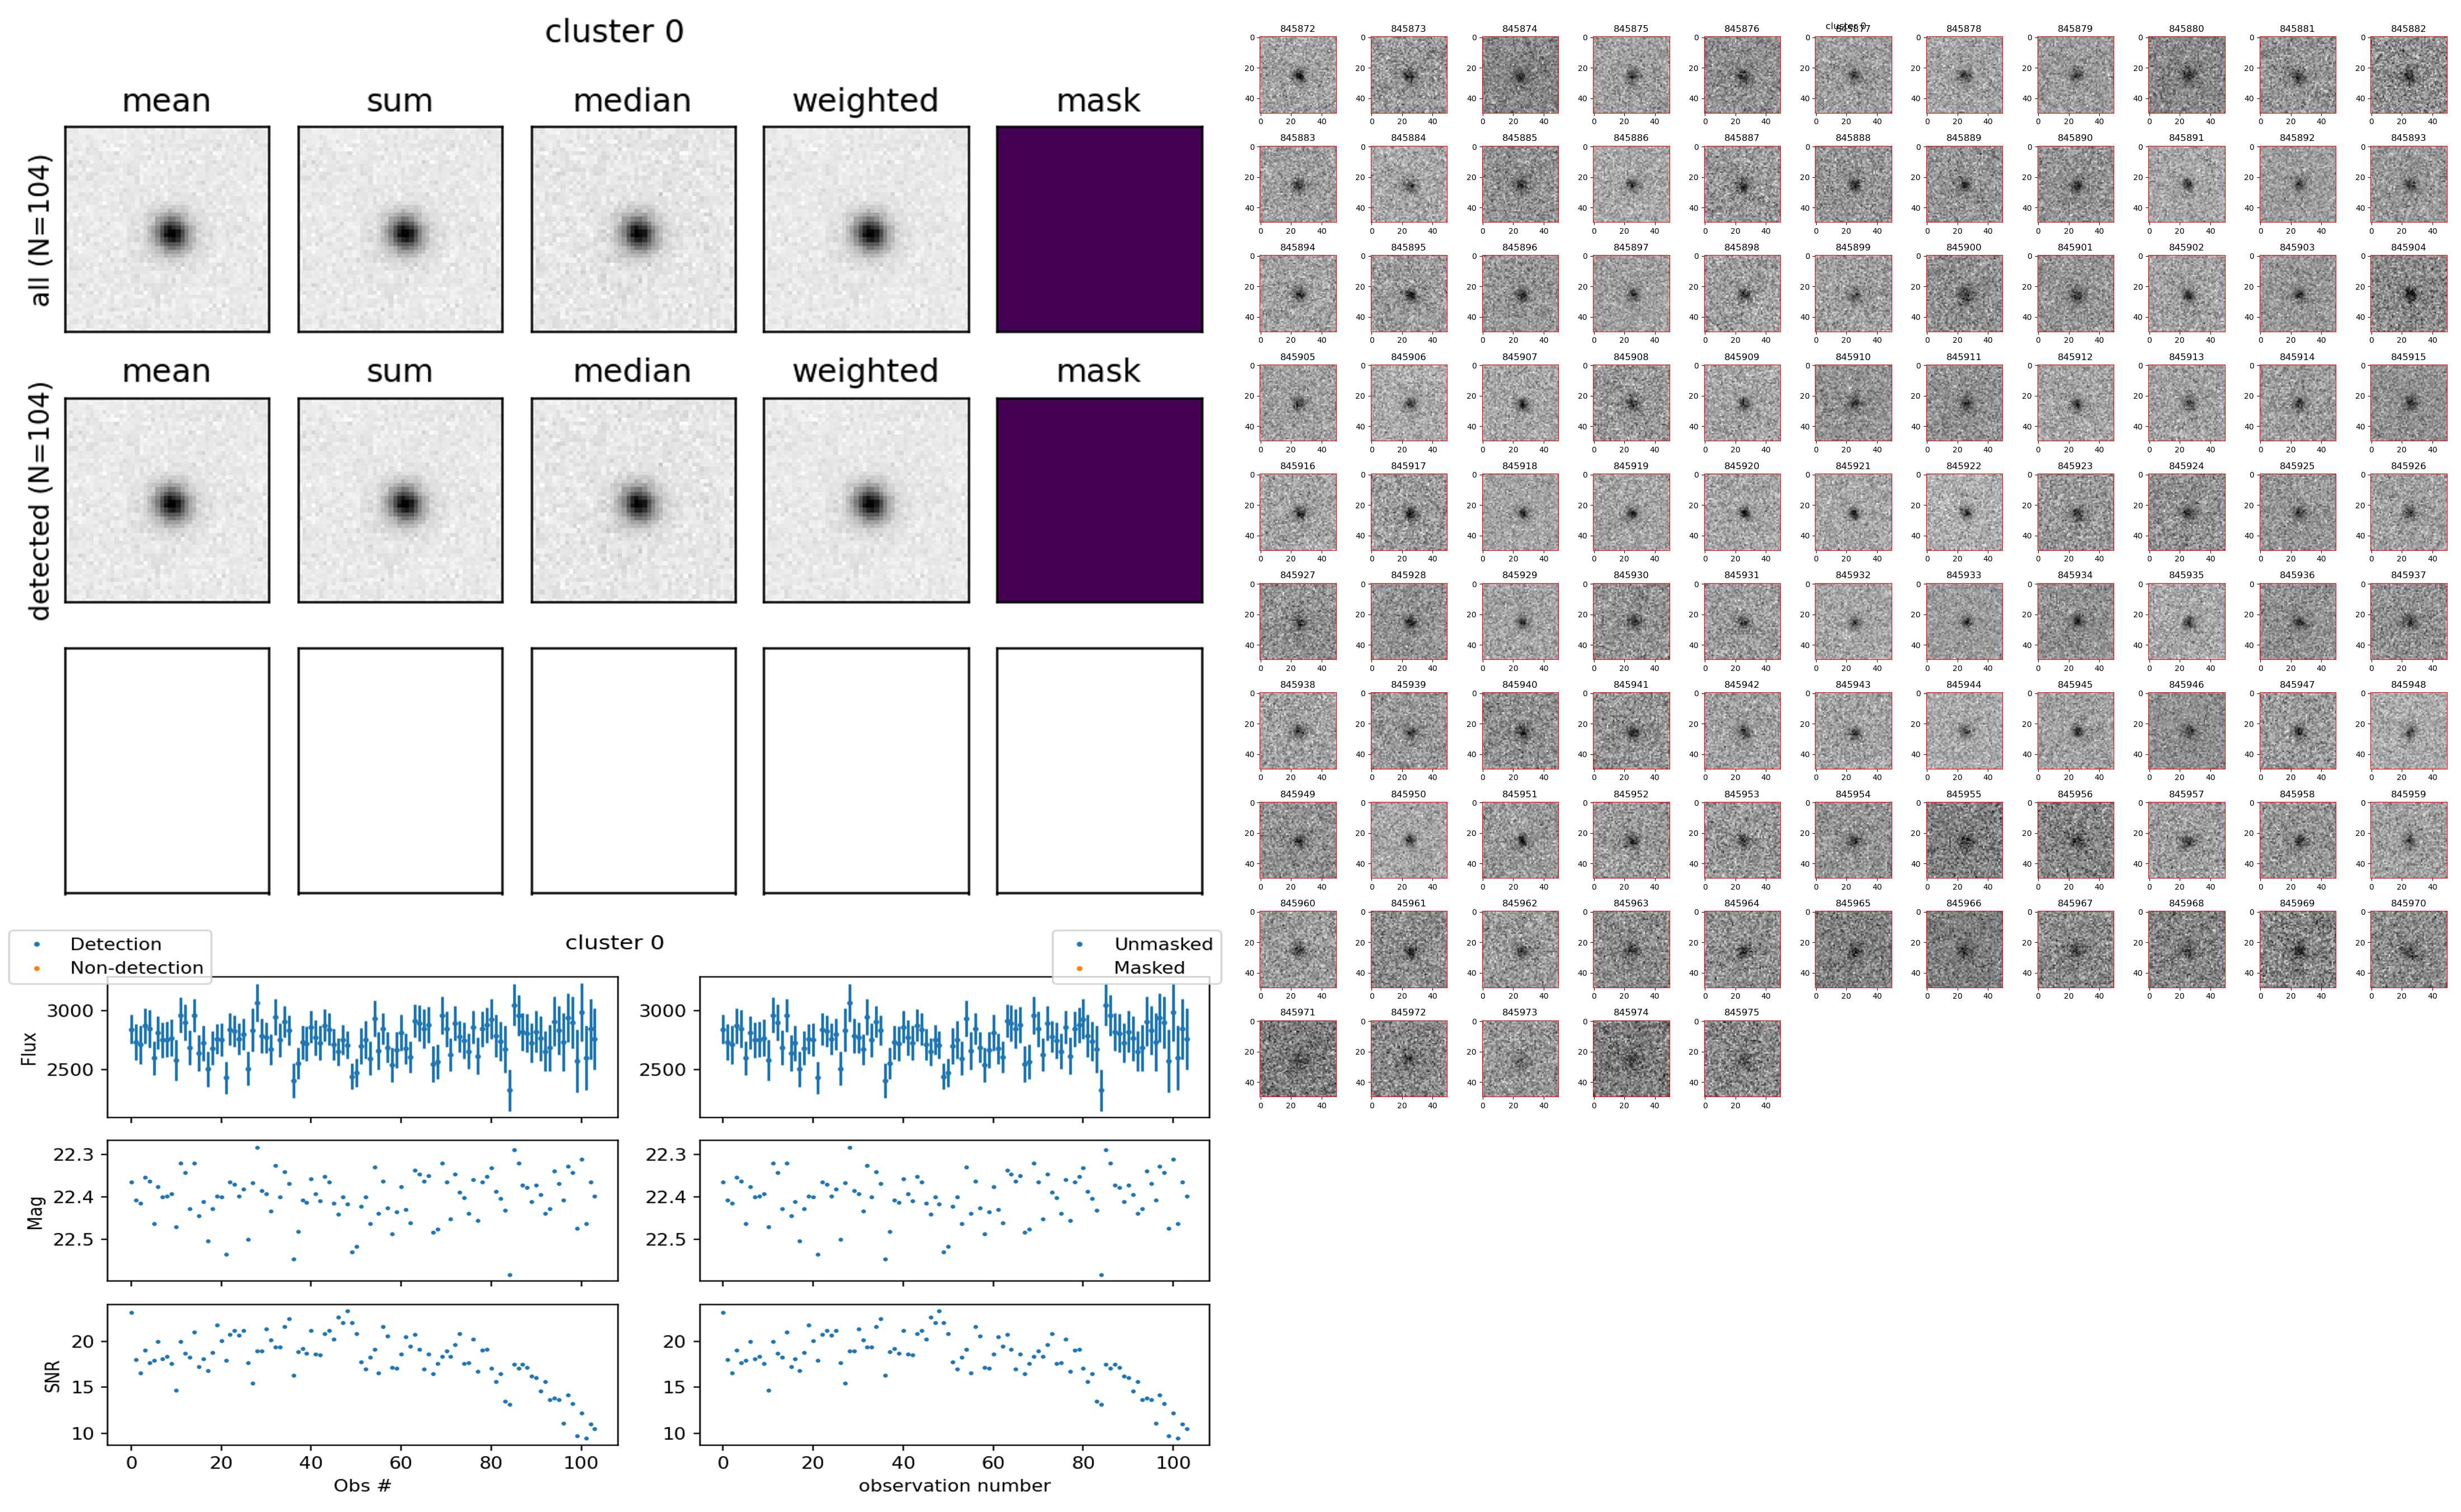 cluster 0
mean sum median weighted mask
all (N=104)
mean sum median weighted mask
detected (N=104)
cluster 0
Detection
Non-detection
Unmasked
Masked
Flux
3000
2500
3000
2500
Mag
22.3
22.4
22.5
22.3
22.4
22.5
SNR
20
15
10
20
15
10
0 20 40 60 80 100
0 20 40 60 80 100
Obs #
observation number
cluster 0
845872 845873 845874 845875 845876 845877 845878 845879 845880 845881 845882
845883 845884 845885 845886 845887 845888 845889 845890 845891 845892 845893
845894 845895 845896 845897 845898 845899 845900 845901 845902 845903 845904
845905 845906 845907 845908 845909 845910 845911 845912 845913 845914 845915
845916 845917 845918 845919 845920 845921 845922 845923 845924 845925 845926
845927 845928 845929 845930 845931 845932 845933 845934 845935 845936 845937
845938 845939 845940 845941 845942 845943 845944 845945 845946 845947 845948
845949 845950 845951 845952 845953 845954 845955 845956 845957 845958 845959
845960 845961 845962 845963 845964 845965 845966 845967 845968 845969 845970
845971 845972 845973 845974 845975